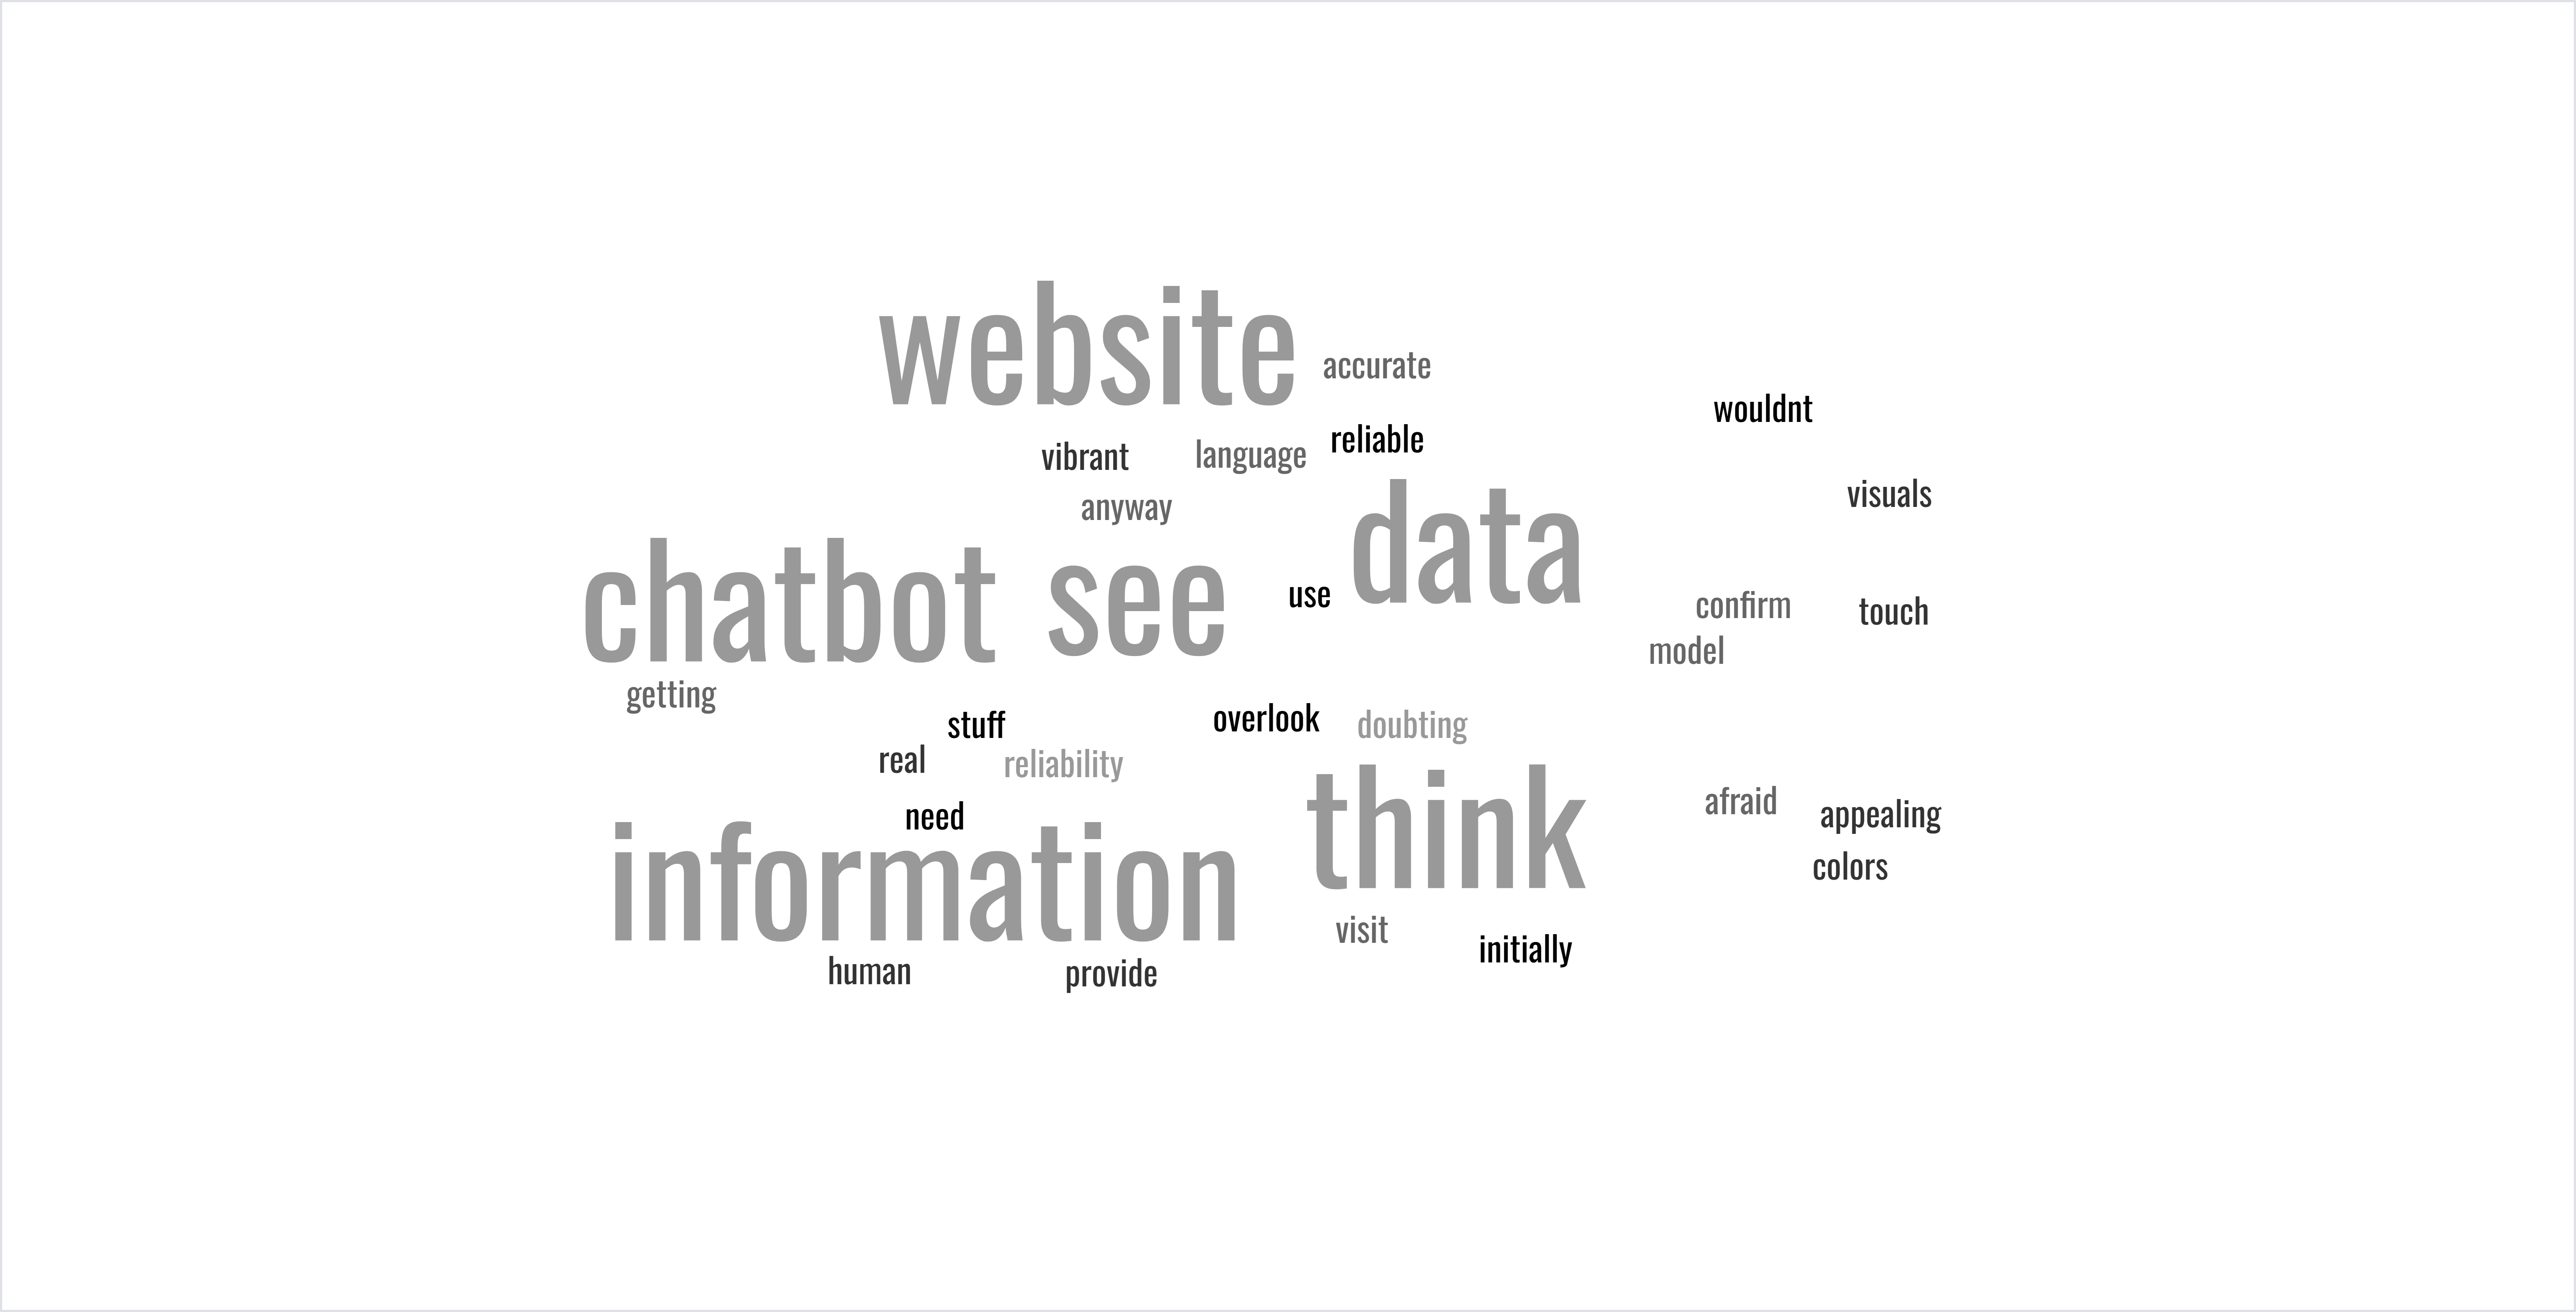 website
accurate
wouldnt
vibrant
language
reliable
visuals
anyway
data
chatbot
see
use
confirm
touch
model
getting
stuff
overlook
doubting
real
reliability
need
think
afraid
appealing
information
colors
visit
initially
human
provide